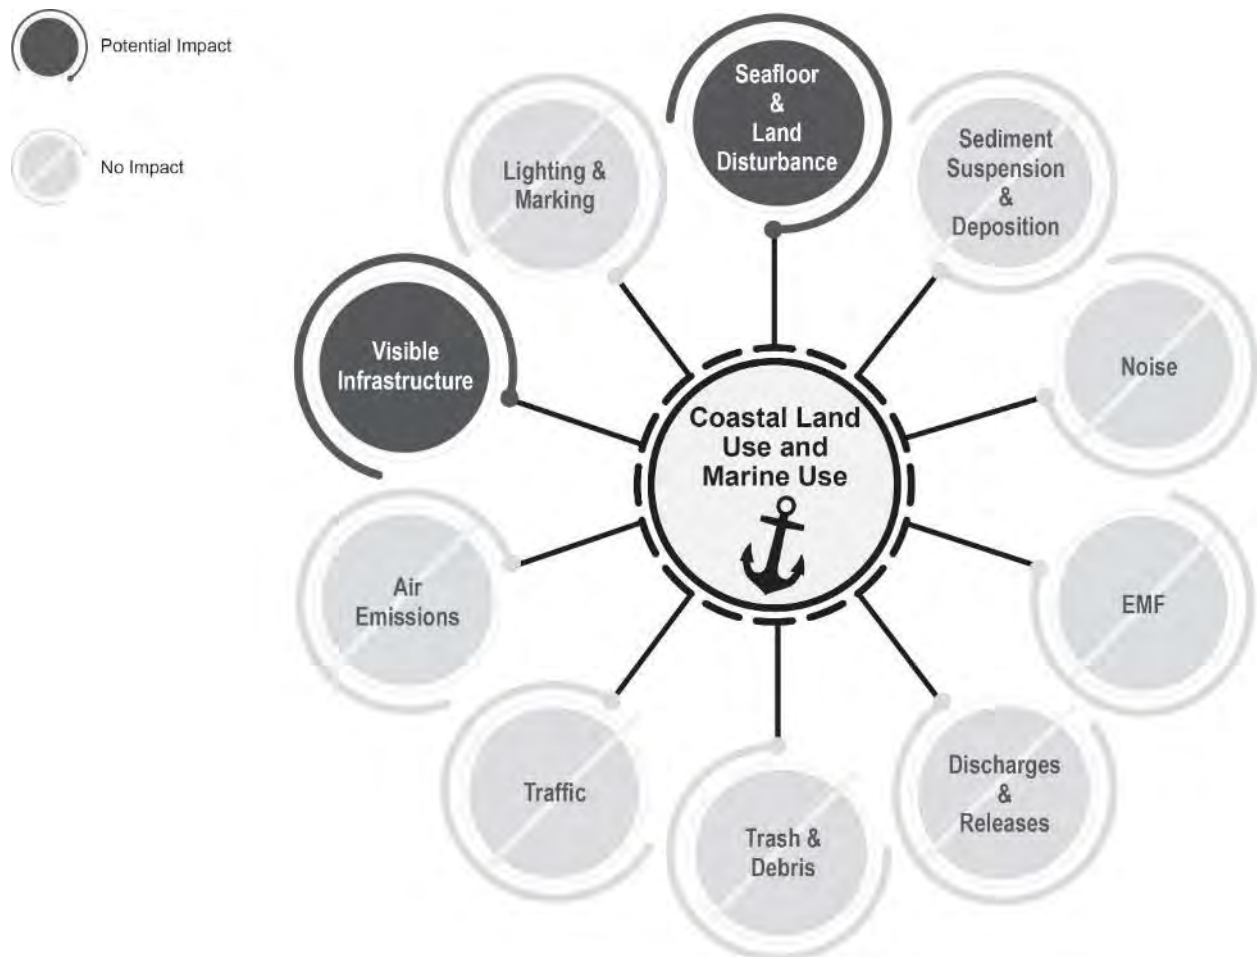 Potential Impact
No Impact
Seafloor
&
Land
Disturbance
Sediment
Suspension
&
Deposition
Noise
EMF
Discharges
&
Releases
Trash &
Debris
Traffic
Air
Emissions
Visible
Infrastructure
Lighting &
Marking
Coastal Land
Use and
Marine Use